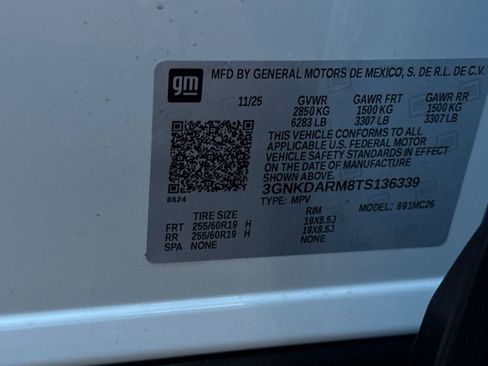 gm
MFD BY GENERAL MOTORS DE MEXICO, S. DE R.L. DE C.V.
11/25 GVWR GAWR FRT GAWR RR
2850 KG 1500 KG 1500 KG
6283 LB 3307 LB 3307 LB
THIS VEHICLE CONFORMS TO ALL
APPLICABLE U.S. FEDERAL MOTOR
VEHICLE SAFETY STANDARDS IN EFFECT
ON THE DATE OF MANUFACTURE
SHOWN ABOVE.
3GNKDARM8TS136339
8624
TYPE: MPV MODEL: 891MC26
TIRE SIZE RIM
FRT 255/60R19 H 19X8.5J
RR 255/60R19 H 19X8.5J
SPA NONE NONE